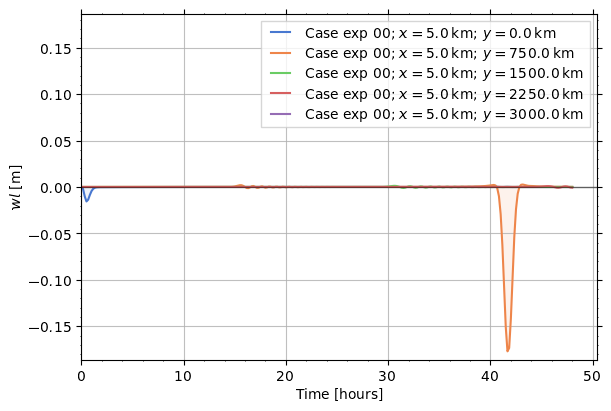 Case exp 00; x = 5.0 km; y = 0.0 km
Case exp 00; x = 5.0 km; y = 750.0 km
Case exp 00; x = 5.0 km; y = 1500.0 km
Case exp 00; x = 5.0 km; y = 2250.0 km
Case exp 00; x = 5.0 km; y = 3000.0 km
0.15
0.10
0.05
0.00
−0.05
−0.10
−0.15
wl [m]
0 10 20 30 40 50
Time [hours]